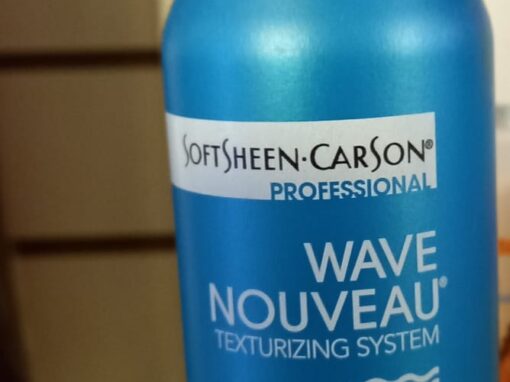 SOFTSHEEN·CARSON®
PROFESSIONAL
WAVE
NOUVEAU®
TEXTURIZING SYSTEM